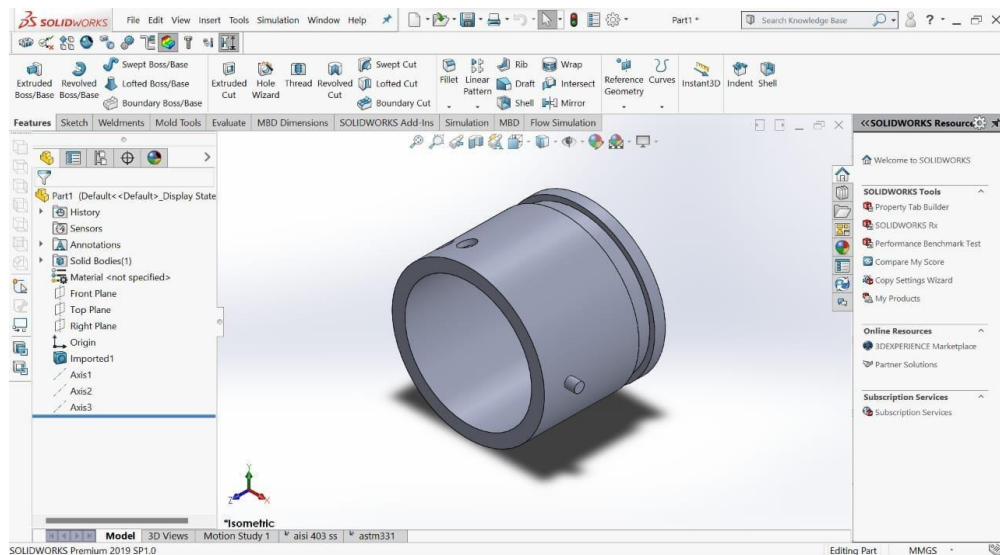 SOLIDWORKS File Edit View Insert Tools Simulation Window Help Part1 * Search Knowledge Base ?
Extruded Boss/Base Revolved Boss/Base Swept Boss/Base Lofted Boss/Base Boundary Boss/Base Extruded Cut Hole Wizard Thread Revolved Cut Swept Cut Lofted Cut Boundary Cut Fillet Linear Pattern Rib Draft Shell Wrap Intersect Mirror Reference Geometry Curves Instant3D Indent Shell
Features Sketch Weldments Mold Tools Evaluate MBD Dimensions SOLIDWORKS Add-Ins Simulation MBD Flow Simulation
Part1 (Default<<Default>_Display State
History
Sensors
Annotations
Solid Bodies(1)
Material <not specified>
Front Plane
Top Plane
Right Plane
Origin
Imported1
Axis1
Axis2
Axis3
Y
Z
X
*Isometric
<<SOLIDWORKS Resource
Welcome to SOLIDWORKS
SOLIDWORKS Tools
Property Tab Builder
SOLIDWORKS Rx
Performance Benchmark Test
Compare My Score
Copy Settings Wizard
My Products
Online Resources
3DEXPERIENCE Marketplace
Partner Solutions
Subscription Services
Subscription Services
Model 3D Views Motion Study 1 aisi 403 ss astm331
SOLIDWORKS Premium 2019 SP1.0 Editing Part MMGS